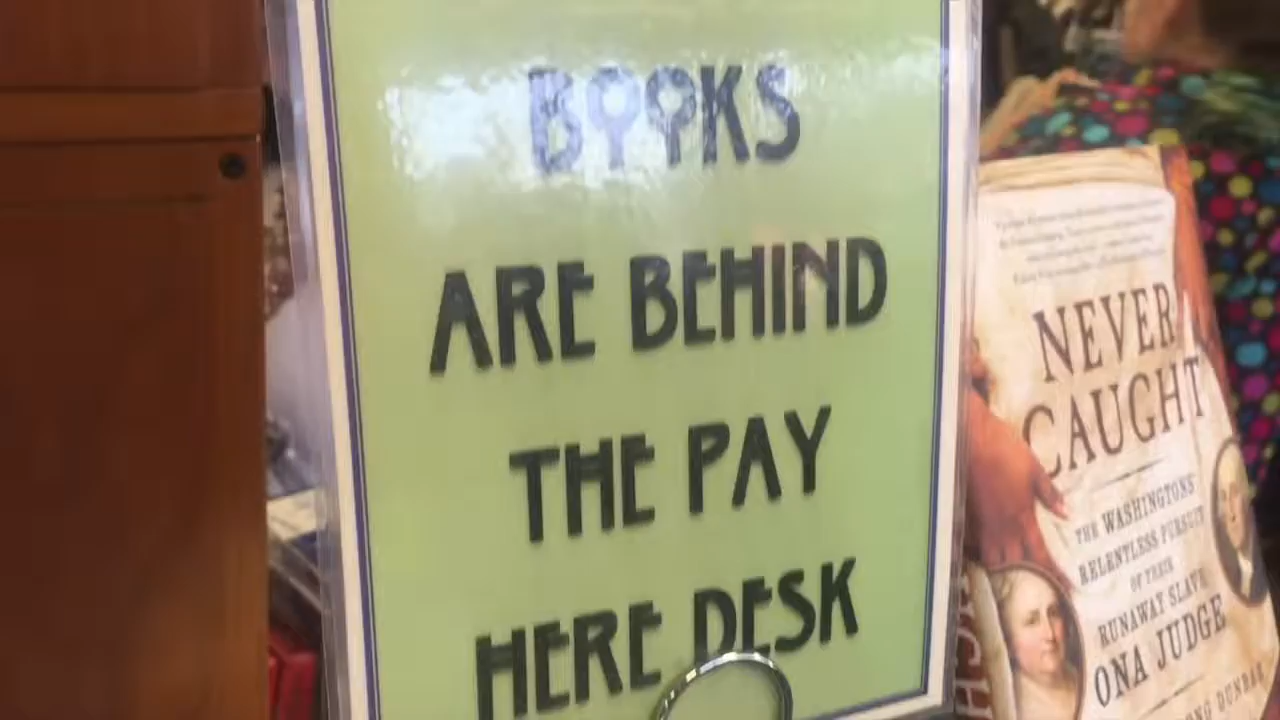 BOOKS
ARE BEHIND
THE PAY
HERE DESK
NEVER
CAUGHT
THE WASHINGTONS'
RELENTLESS PURSUIT
OF THEIR
RUNAWAY SLAVE
ONA JUDGE
DUNBAR